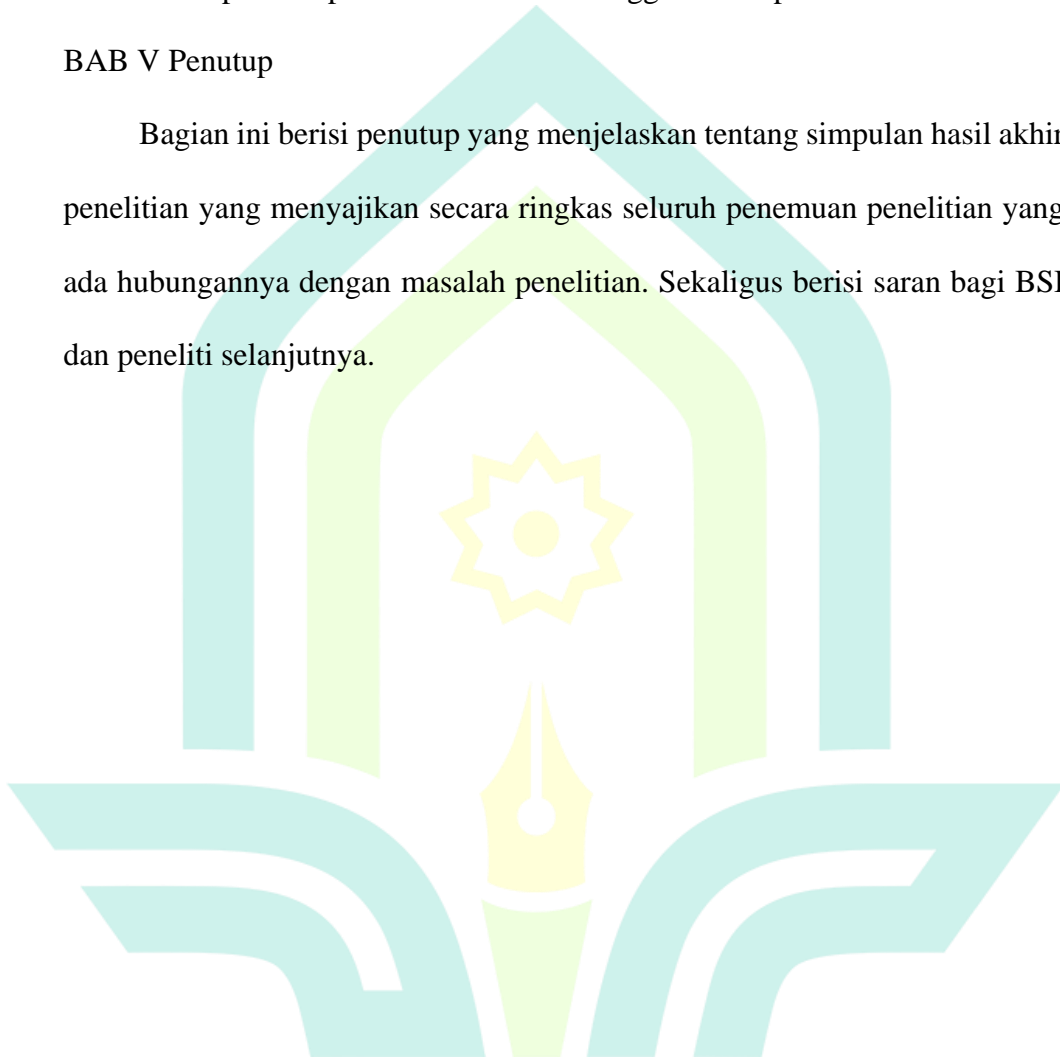 BAB V Penutup
Bagian ini berisi penutup yang menjelaskan tentang simpulan hasil akhir
penelitian yang menyajikan secara ringkas seluruh penemuan penelitian yang
ada hubungannya dengan masalah penelitian. Sekaligus berisi saran bagi
dan peneliti selanjutnya.